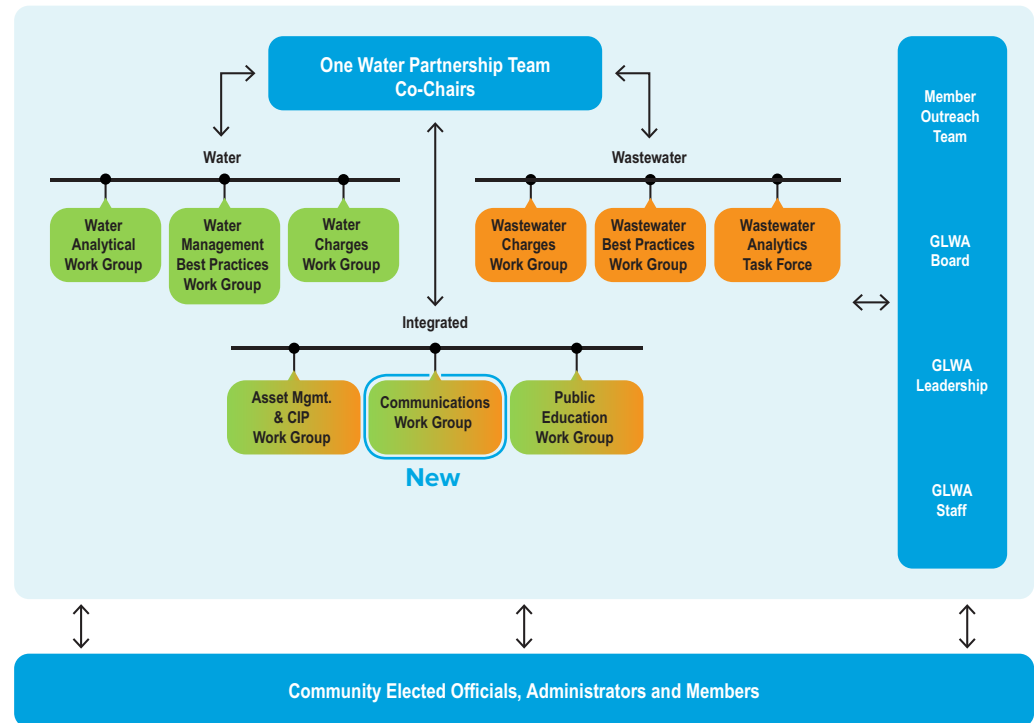 One Water Partnership Team
Co-Chairs
Water
Water
Analytical
Work Group
Water
Management
Best Practices
Work Group
Water
Charges
Work Group
Wastewater
Wastewater
Charges
Work Group
Wastewater
Best Practices
Work Group
Wastewater
Analytics
Task Force
Integrated
Asset Mgmt.
& CIP
Work Group
Communications
Work Group
New
Public
Education
Work Group
Member
Outreach
Team
GLWA
Board
GLWA
Leadership
GLWA
Staff
Community Elected Officials, Administrators and Members